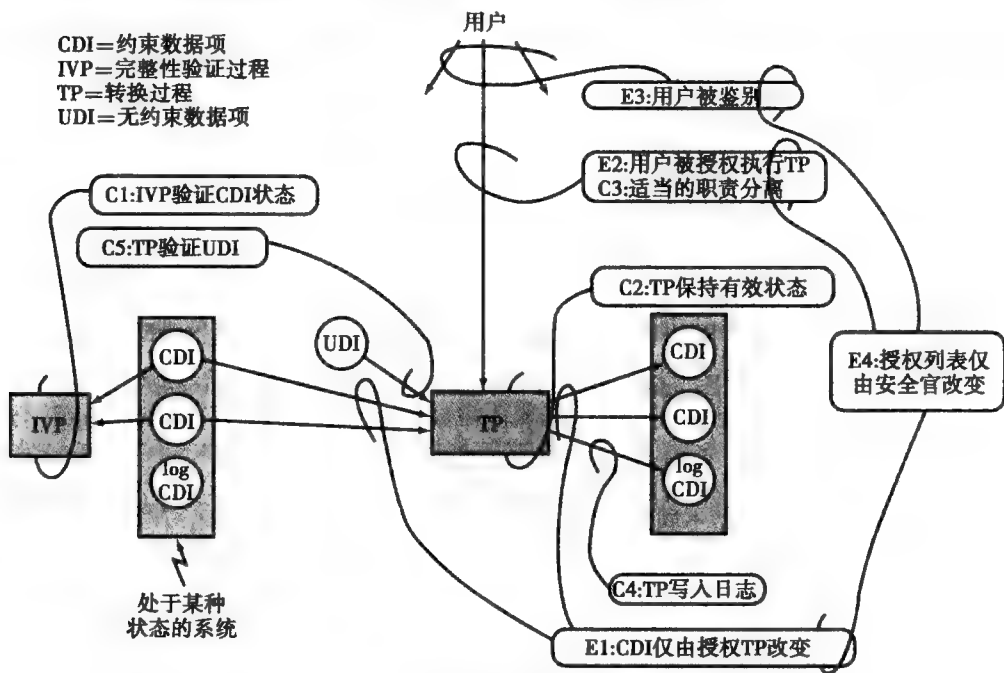 用户
CDI=约束数据项
IVP=完整性验证过程
TP=转换过程
UDI=无约束数据项
E3:用户被鉴别
E2:用户被授权执行TP
C3:适当的职责分离
C1:IVP验证CDI状态
C5:TP验证UDI
C2:TP保持有效状态
UDI
CDI
CDI
E4:授权列表仅
由安全官改变
IVP
CDI
TP
CDI
log
CDI
log
CDI
C4:TP写入日志
处于某种
状态的系统
E1:CDI仅由授权TP改变